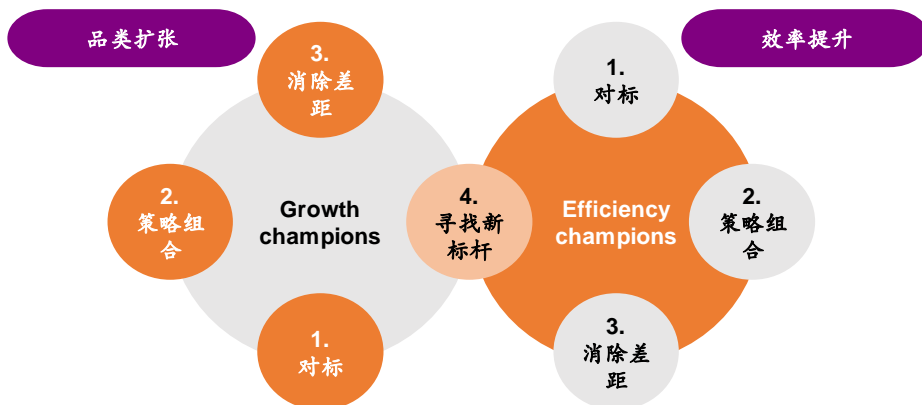 品类扩张
效率提升
3.
消除差
距
1.
对标
2.
策略组
合
Growth
champions
4.
寻找新
标杆
Efficiency
champions
2.
策略组
合
1.
对标
3.
消除差
距